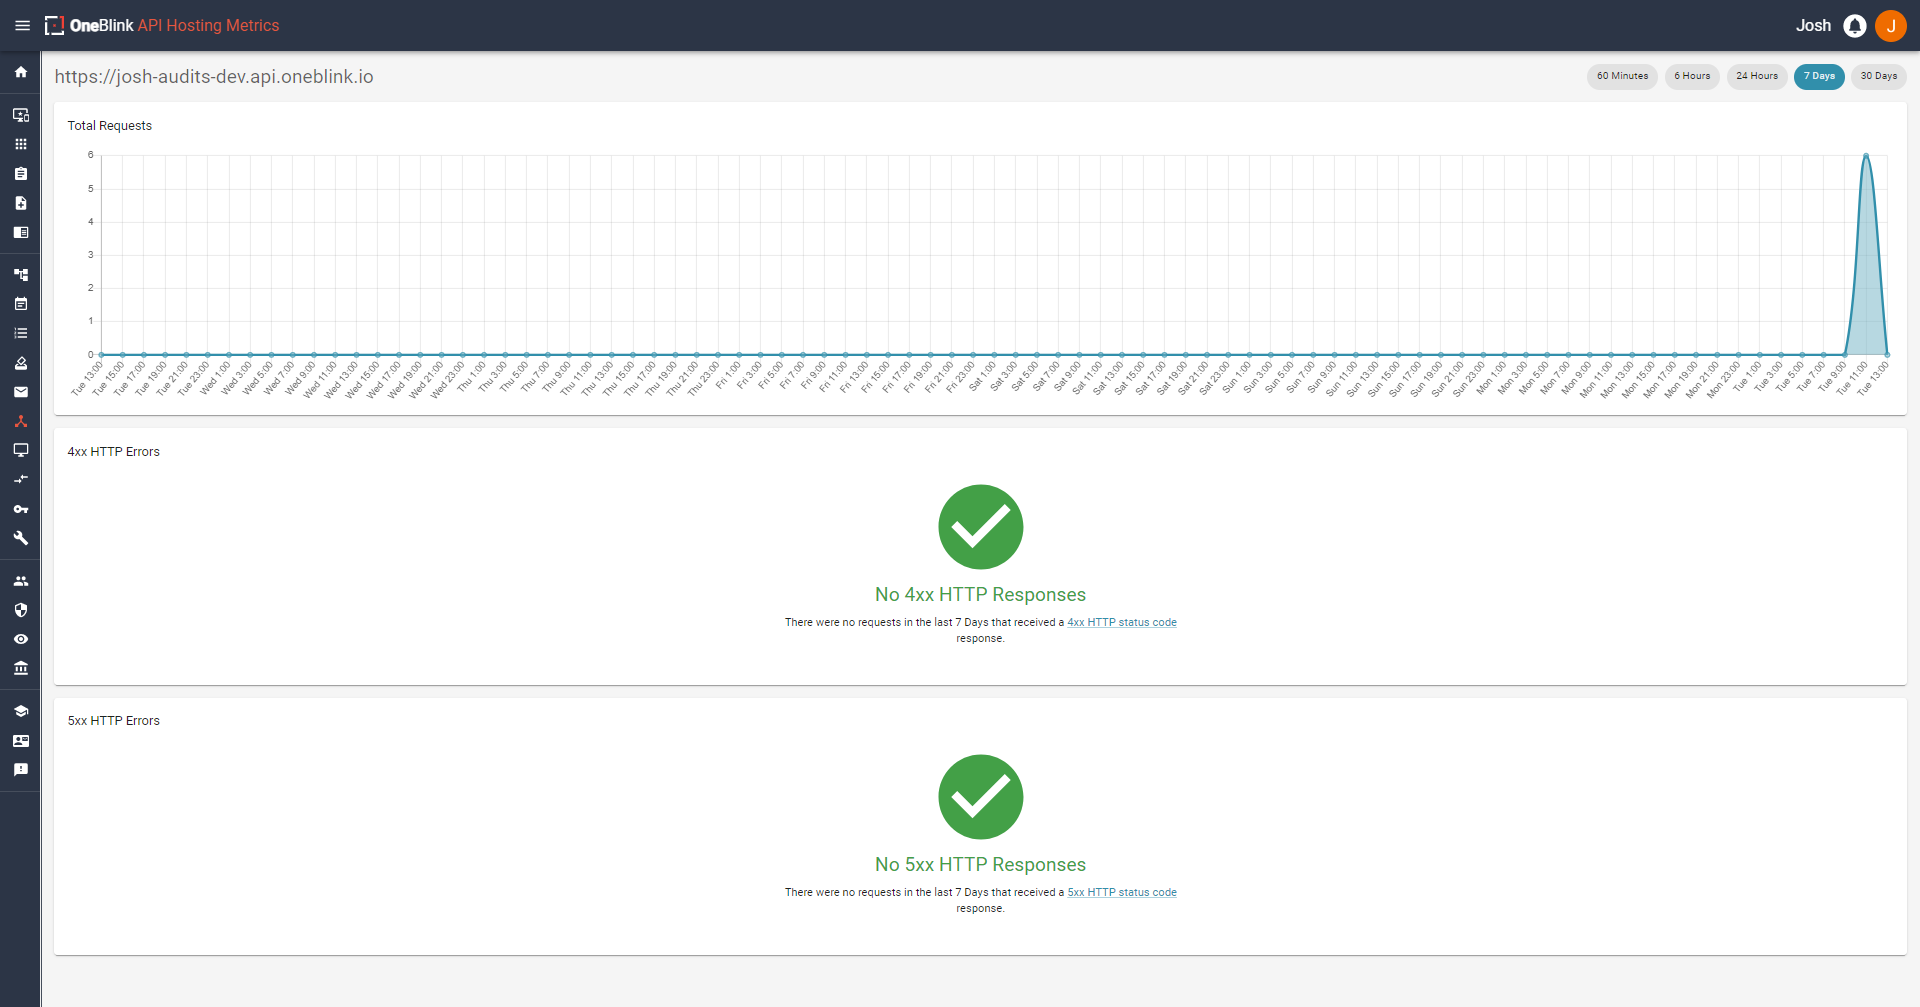 OneBlink API Hosting Metrics
Josh
J
https://josh-audits-dev.api.oneblink.io
60 Minutes
6 Hours
24 Hours
7 Days
30 Days
Total Requests
6
5
4
3
2
1
0
Tue 13:00
Tue 15:00
Tue 17:00
Tue 19:00
Tue 21:00
Tue 23:00
Wed 1:00
Wed 3:00
Wed 5:00
Wed 7:00
Wed 9:00
Wed 11:00
Wed 13:00
Wed 15:00
Wed 17:00
Wed 19:00
Wed 21:00
Wed 23:00
Thu 1:00
Thu 3:00
Thu 5:00
Thu 7:00
Thu 9:00
Thu 11:00
Thu 13:00
Thu 15:00
Thu 17:00
Thu 19:00
Thu 21:00
Thu 23:00
Fri 1:00
Fri 3:00
Fri 5:00
Fri 7:00
Fri 9:00
Fri 11:00
Fri 13:00
Fri 15:00
Fri 17:00
Fri 19:00
Fri 21:00
Fri 23:00
Sat 1:00
Sat 3:00
Sat 5:00
Sat 7:00
Sat 9:00
Sat 11:00
Sat 13:00
Sat 15:00
Sat 17:00
Sat 19:00
Sat 21:00
Sat 23:00
Sun 1:00
Sun 3:00
Sun 5:00
Sun 7:00
Sun 9:00
Sun 11:00
Sun 13:00
Sun 15:00
Sun 17:00
Sun 19:00
Sun 21:00
Sun 23:00
Mon 1:00
Mon 3:00
Mon 5:00
Mon 7:00
Mon 9:00
Mon 11:00
Mon 13:00
Mon 15:00
Mon 17:00
Mon 19:00
Mon 21:00
Mon 23:00
Tue 1:00
Tue 3:00
Tue 5:00
Tue 7:00
Tue 9:00
Tue 11:00
Tue 13:00
4xx HTTP Errors
No 4xx HTTP Responses
There were no requests in the last 7 Days that received a 4xx HTTP status code
response.
5xx HTTP Errors
No 5xx HTTP Responses
There were no requests in the last 7 Days that received a 5xx HTTP status code
response.